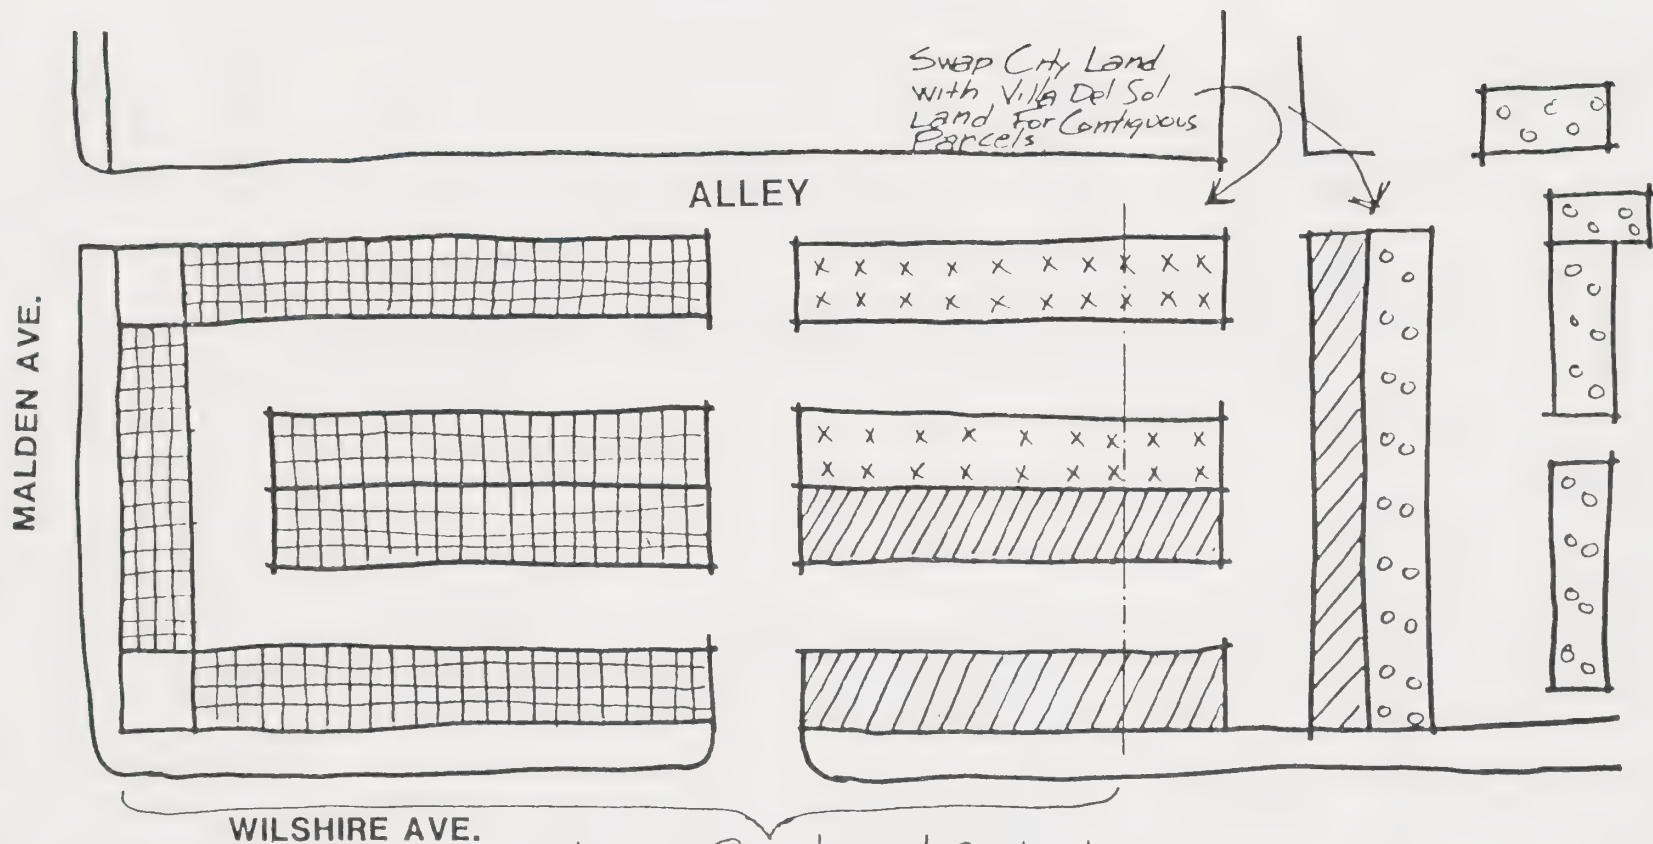 Swap City Land
with Villa Del Sol
Land For Contiguous
Parcels
ALLEY
MALDEN AVE.
WILSHIRE AVE.